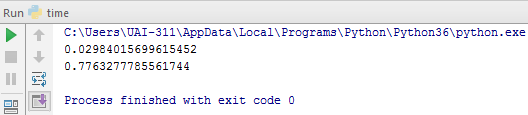 Run time
C:\Users\UAI-311\AppData\Local\Programs\Python\Python36\python.exe
0.02984015699615452
0.7763277785561744
Process finished with exit code 0